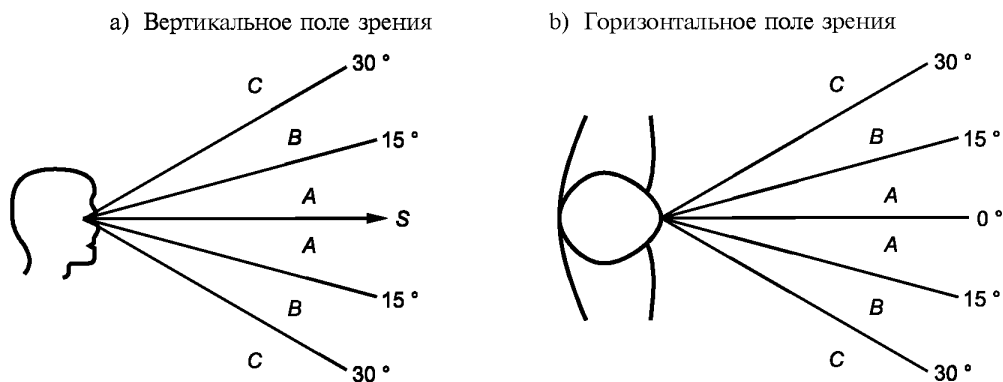 a) Вертикальное поле зрения
30 °
C
B
15 °
A
S
A
15 °
B
C
30 °
b) Горизонтальное поле зрения
30 °
C
B
15 °
A
0 °
A
15 °
B
C
30 °